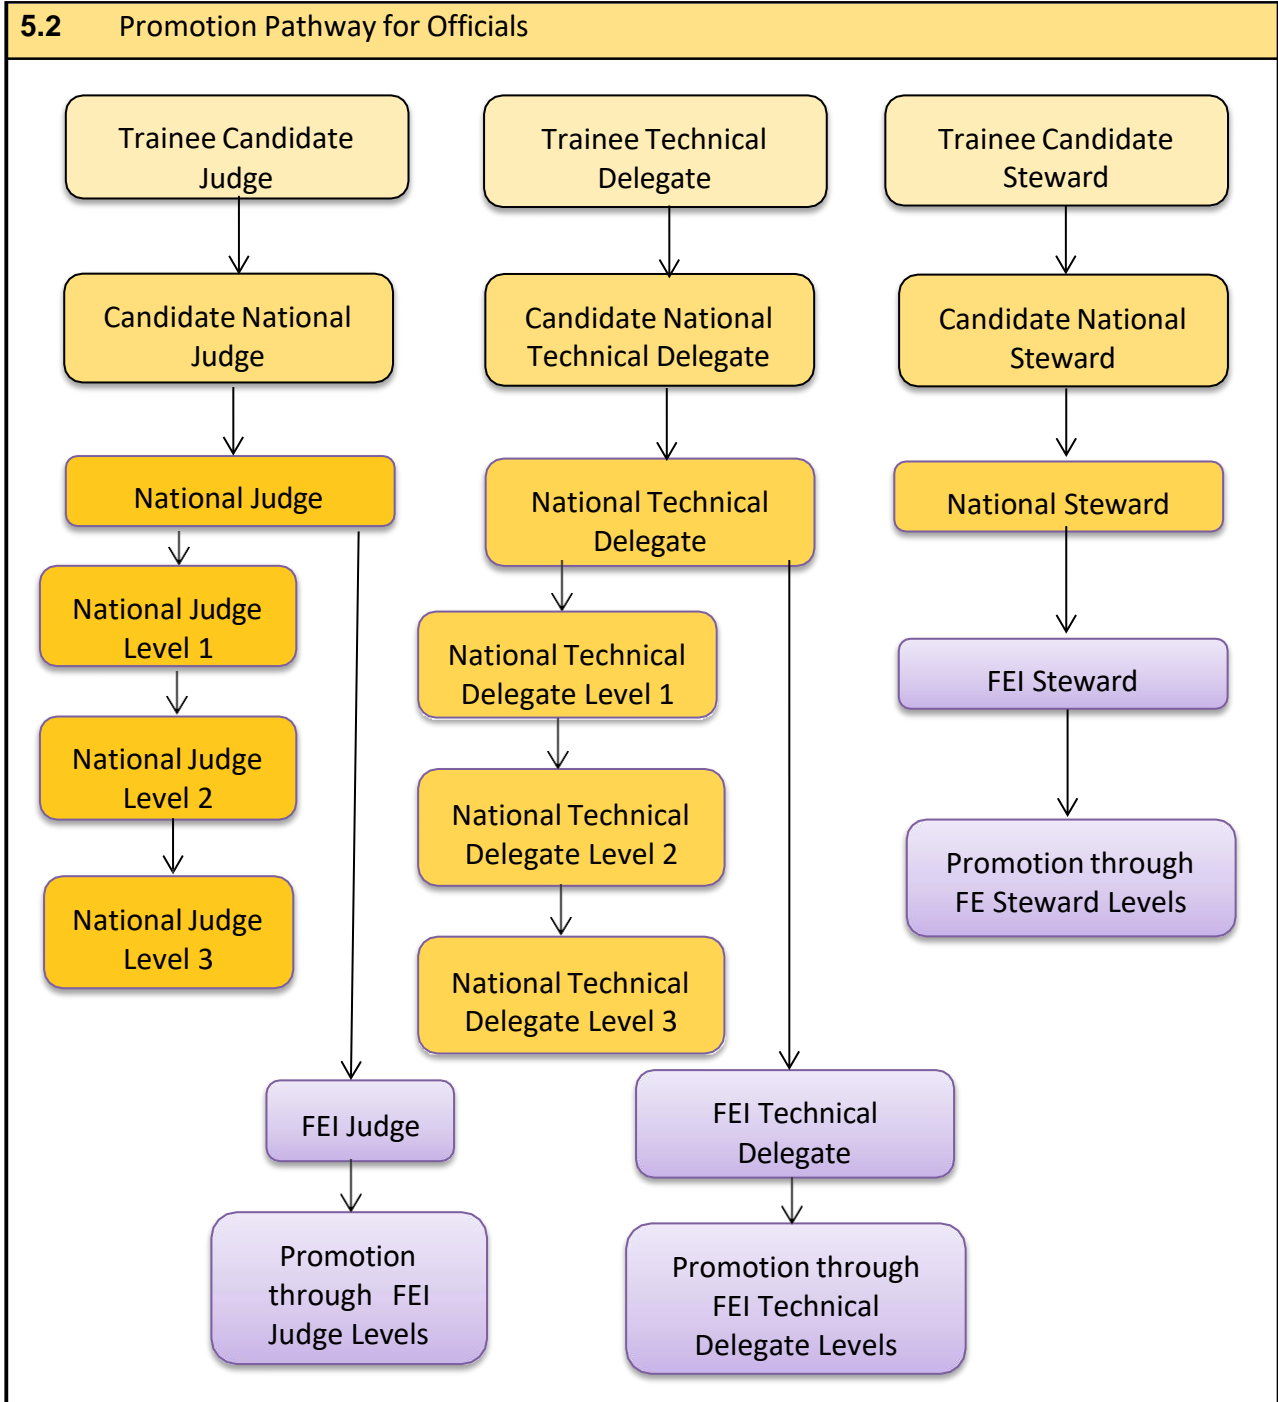 5.2 Promotion Pathway for Officials
Trainee Candidate
Judge
Trainee Technical
Delegate
Trainee Candidate
Steward
Candidate National
Judge
Candidate National
Technical Delegate
Candidate National
Steward
National Judge
National Technical
Delegate
National Steward
National Judge
Level 1
National Technical
Delegate Level 1
FEI Steward
National Judge
Level 2
National Technical
Delegate Level 2
Promotion through
FE Steward Levels
National Judge
Level 3
National Technical
Delegate Level 3
FEI Judge
FEI Technical
Delegate
Promotion
through FEI
Judge Levels
Promotion through
FEI Technical
Delegate Levels